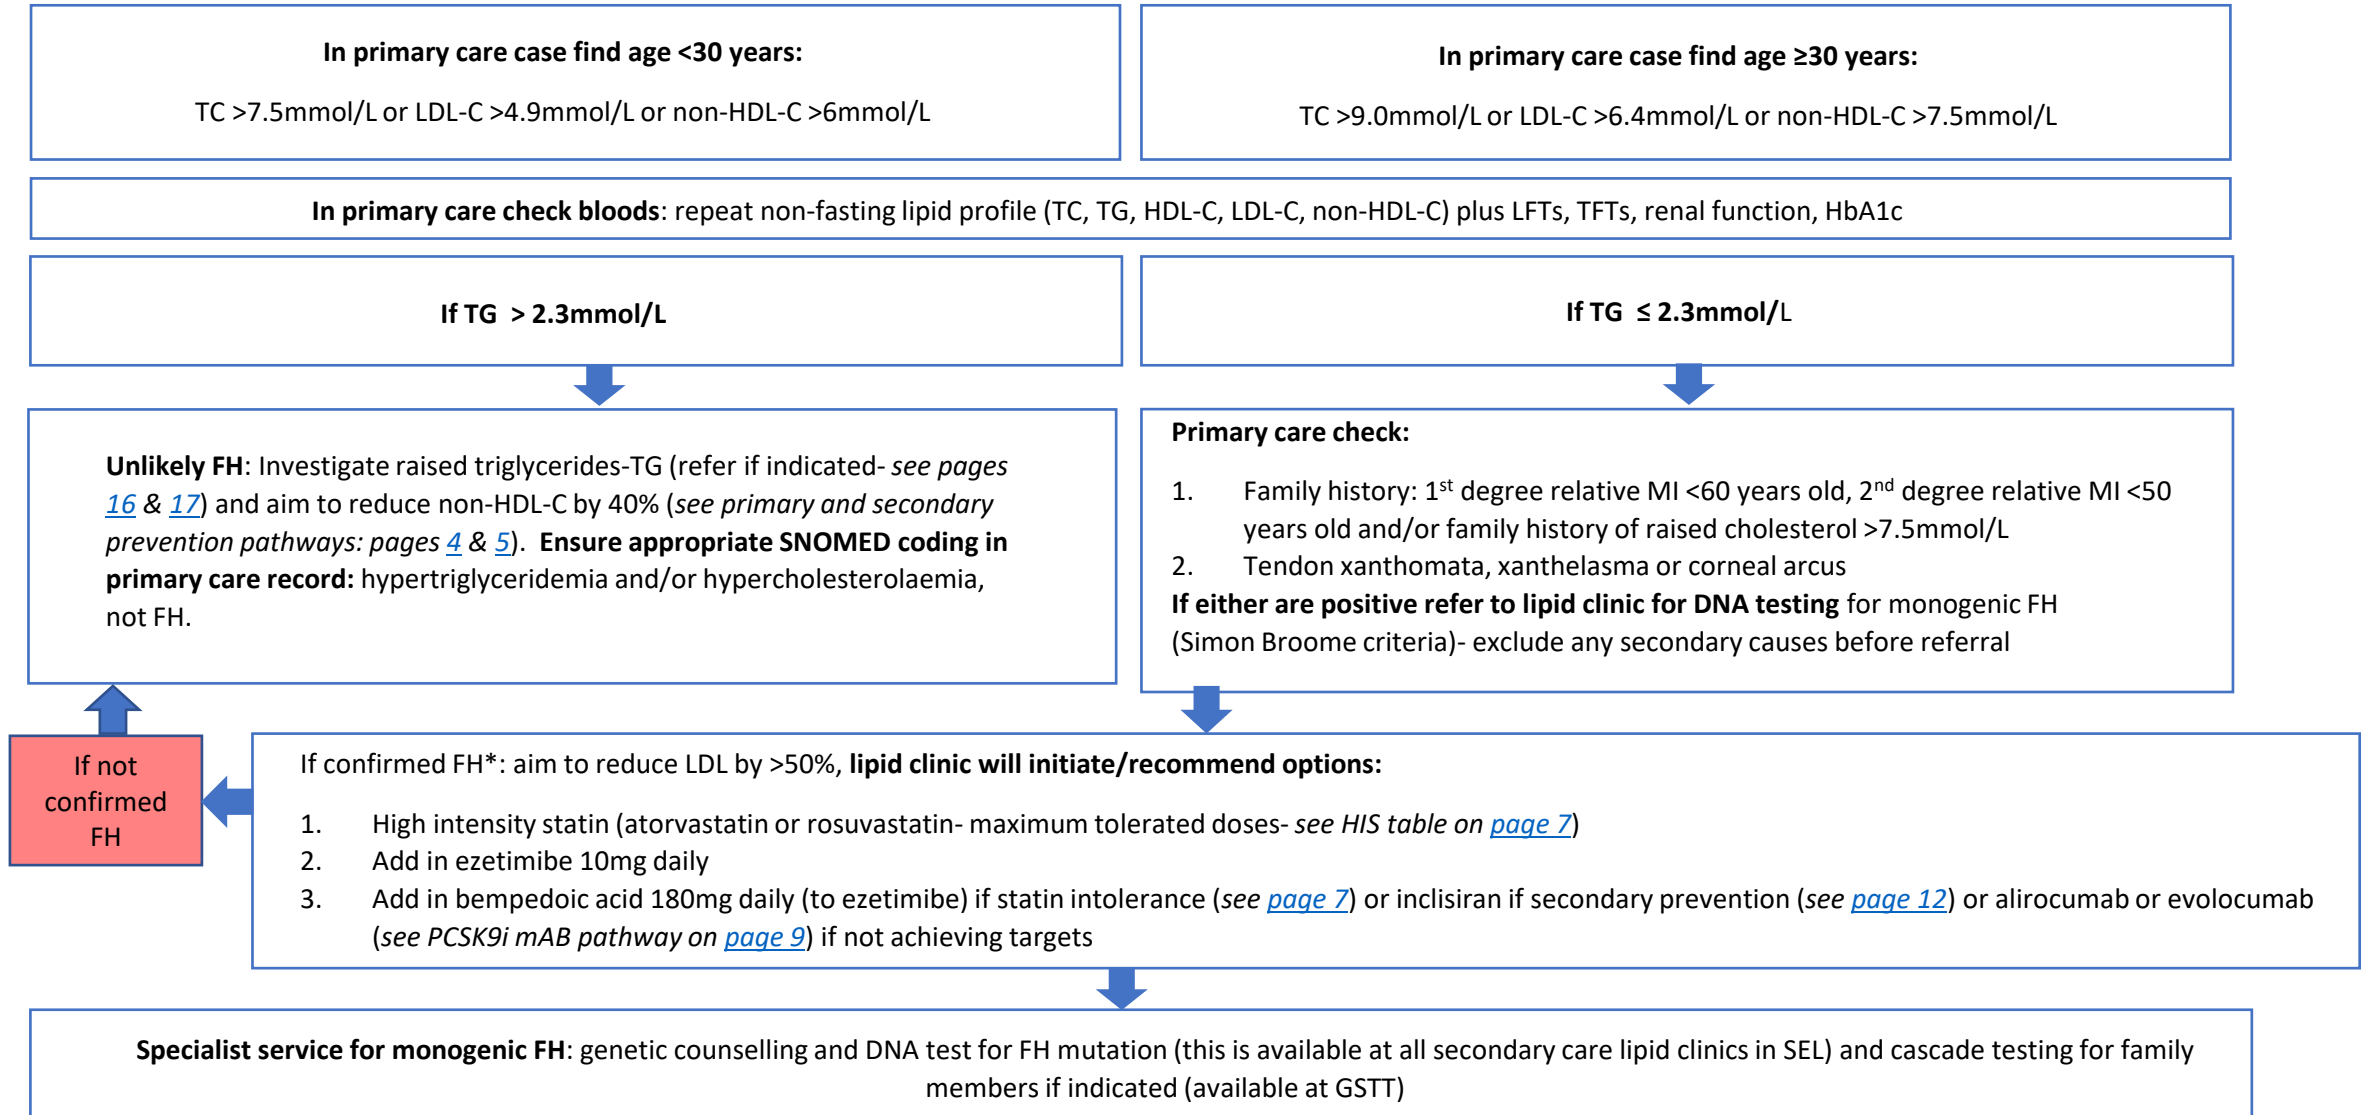 In primary care case find age <30 years:
TC >7.5mmol/L or LDL-C >4.9mmol/L or non-HDL-C >6mmol/L
In primary care case find age ≥30 years:
TC >9.0mmol/L or LDL-C >6.4mmol/L or non-HDL-C >7.5mmol/L
In primary care check bloods: repeat non-fasting lipid profile (TC, TG, HDL-C, LDL-C, non-HDL-C) plus LFTs, TFTs, renal function, HbA1c
If TG > 2.3mmol/L
If TG ≤ 2.3mmol/L
Unlikely FH: Investigate raised triglycerides-TG (refer if indicated- see pages
16 & 17) and aim to reduce non-HDL-C by 40% (see primary and secondary
prevention pathways: pages 4 & 5). Ensure appropriate SNOMED coding in
primary care record: hypertriglyceridemia and/or hypercholesterolaemia,
not FH.
Primary care check:
1. Family history: 1st degree relative MI <60 years old, 2nd degree relative MI <50
years old and/or family history of raised cholesterol >7.5mmol/L
2. Tendon xanthomata, xanthelasma or corneal arcus
If either are positive refer to lipid clinic for DNA testing for monogenic FH
(Simon Broome criteria)- exclude any secondary causes before referral
If not
confirmed
FH
If confirmed FH*: aim to reduce LDL by >50%, lipid clinic will initiate/recommend options:
1. High intensity statin (atorvastatin or rosuvastatin- maximum tolerated doses- see HIS table on page 7)
2. Add in ezetimibe 10mg daily
3. Add in bempedoic acid 180mg daily (to ezetimibe) if statin intolerance (see page 7) or inclisiran if secondary prevention (see page 12) or alirocumab or evolocumab
(see PCSK9i mAB pathway on page 9) if not achieving targets
Specialist service for monogenic FH: genetic counselling and DNA test for FH mutation (this is available at all secondary care lipid clinics in SEL) and cascade testing for family
members if indicated (available at GSTT)